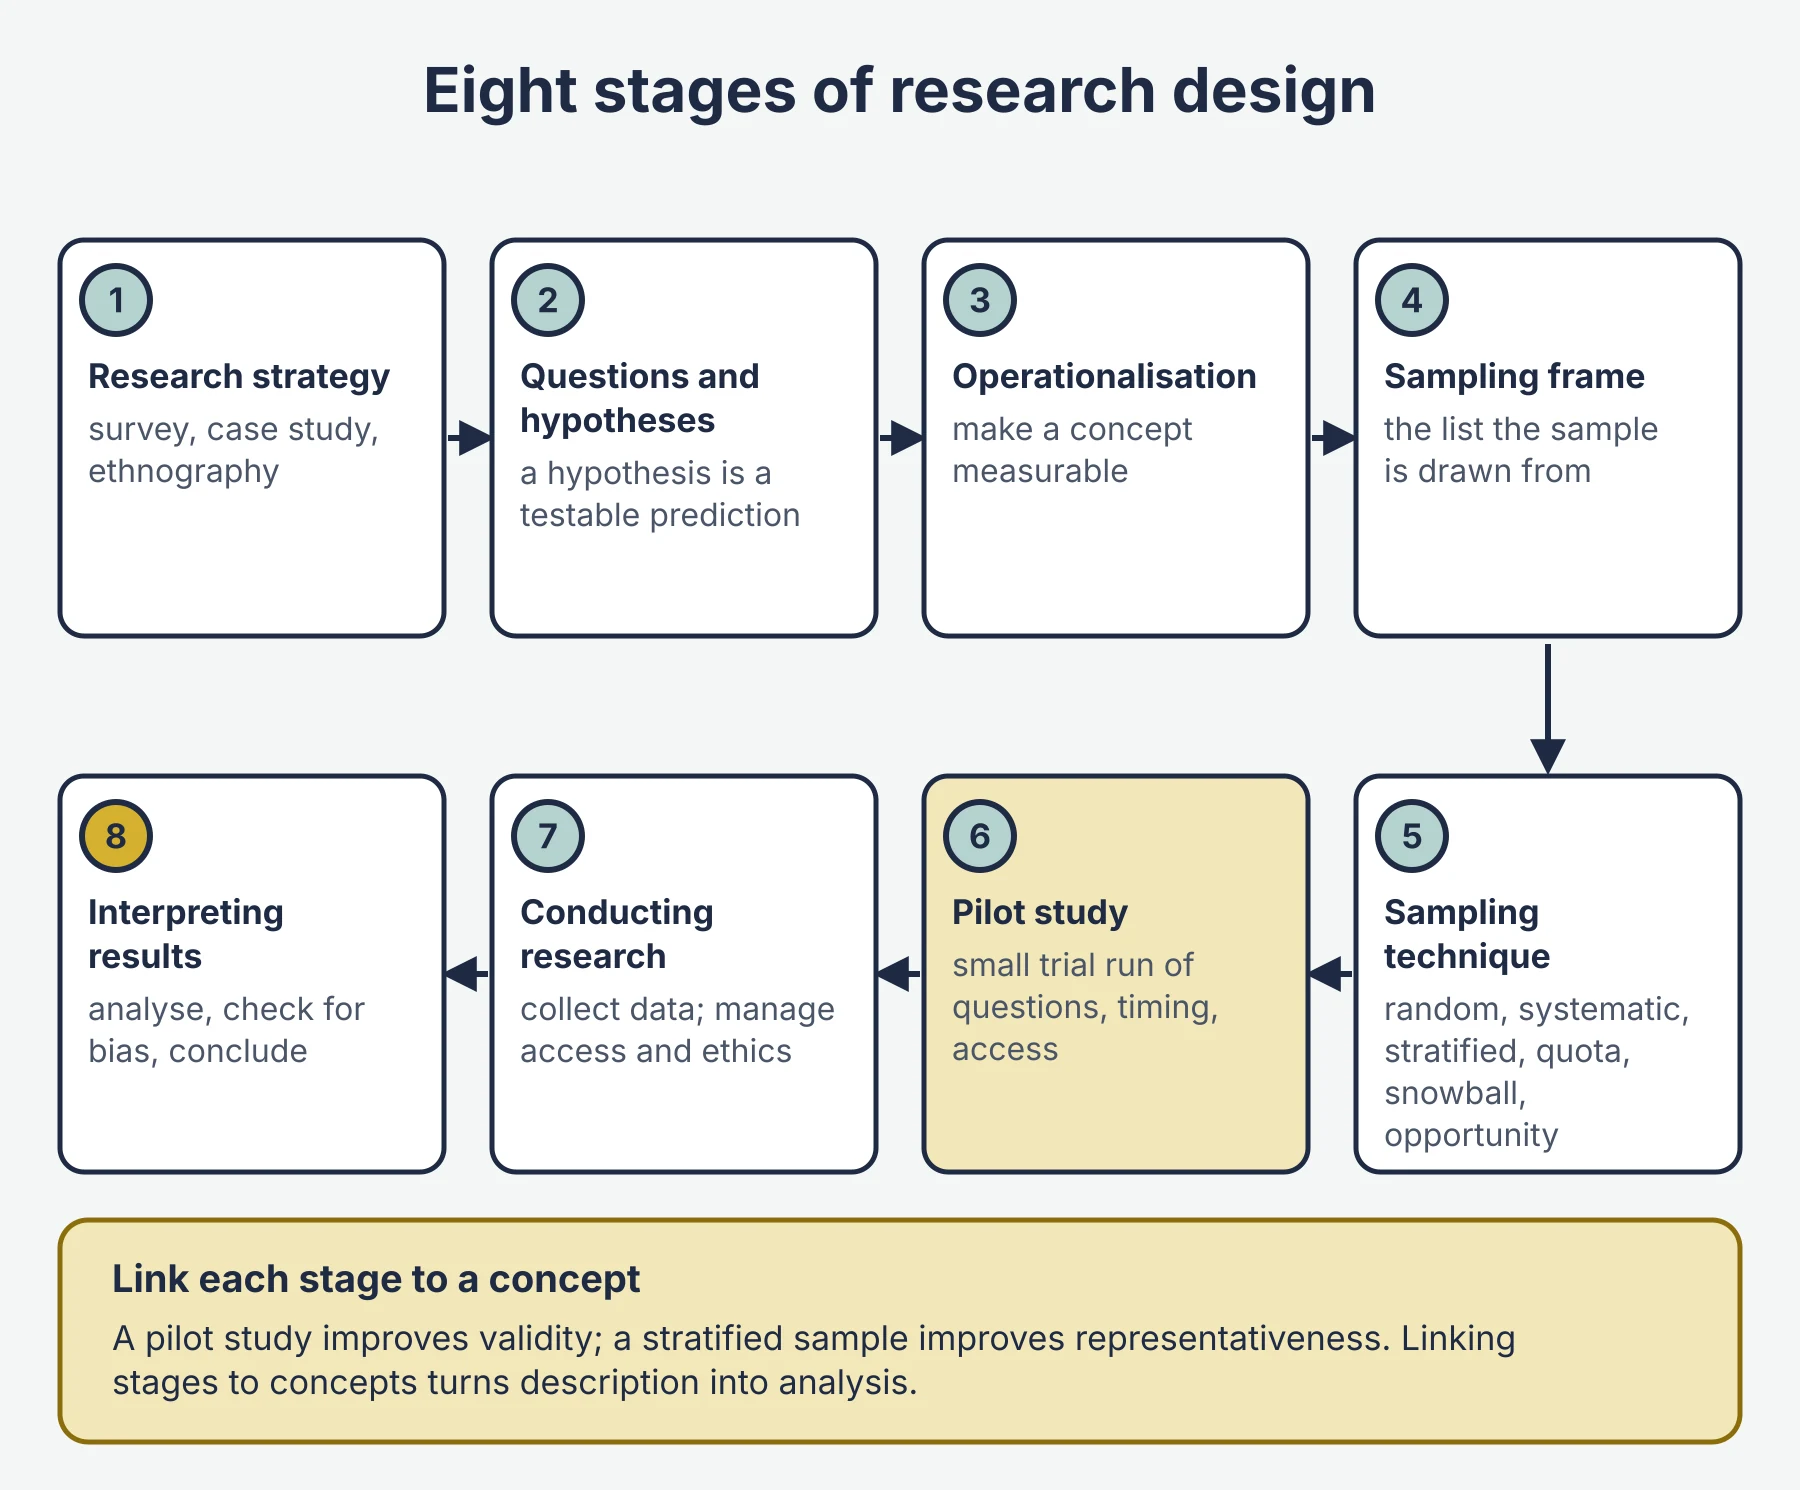 Eight stages of research design
1
Research strategy
survey, case study,
ethnography
2
Questions and
hypotheses
a hypothesis is a
testable prediction
3
Operationalisation
make a concept
measurable
4
Sampling frame
the list the sample
is drawn from
5
Sampling
technique
random, systematic,
stratified, quota,
snowball,
opportunity
6
Pilot study
small trial run of
questions, timing,
access
7
Conducting
research
collect data; manage
access and ethics
8
Interpreting
results
analyse, check for
bias, conclude
Link each stage to a concept
A pilot study improves validity; a stratified sample improves representativeness. Linking
stages to concepts turns description into analysis.